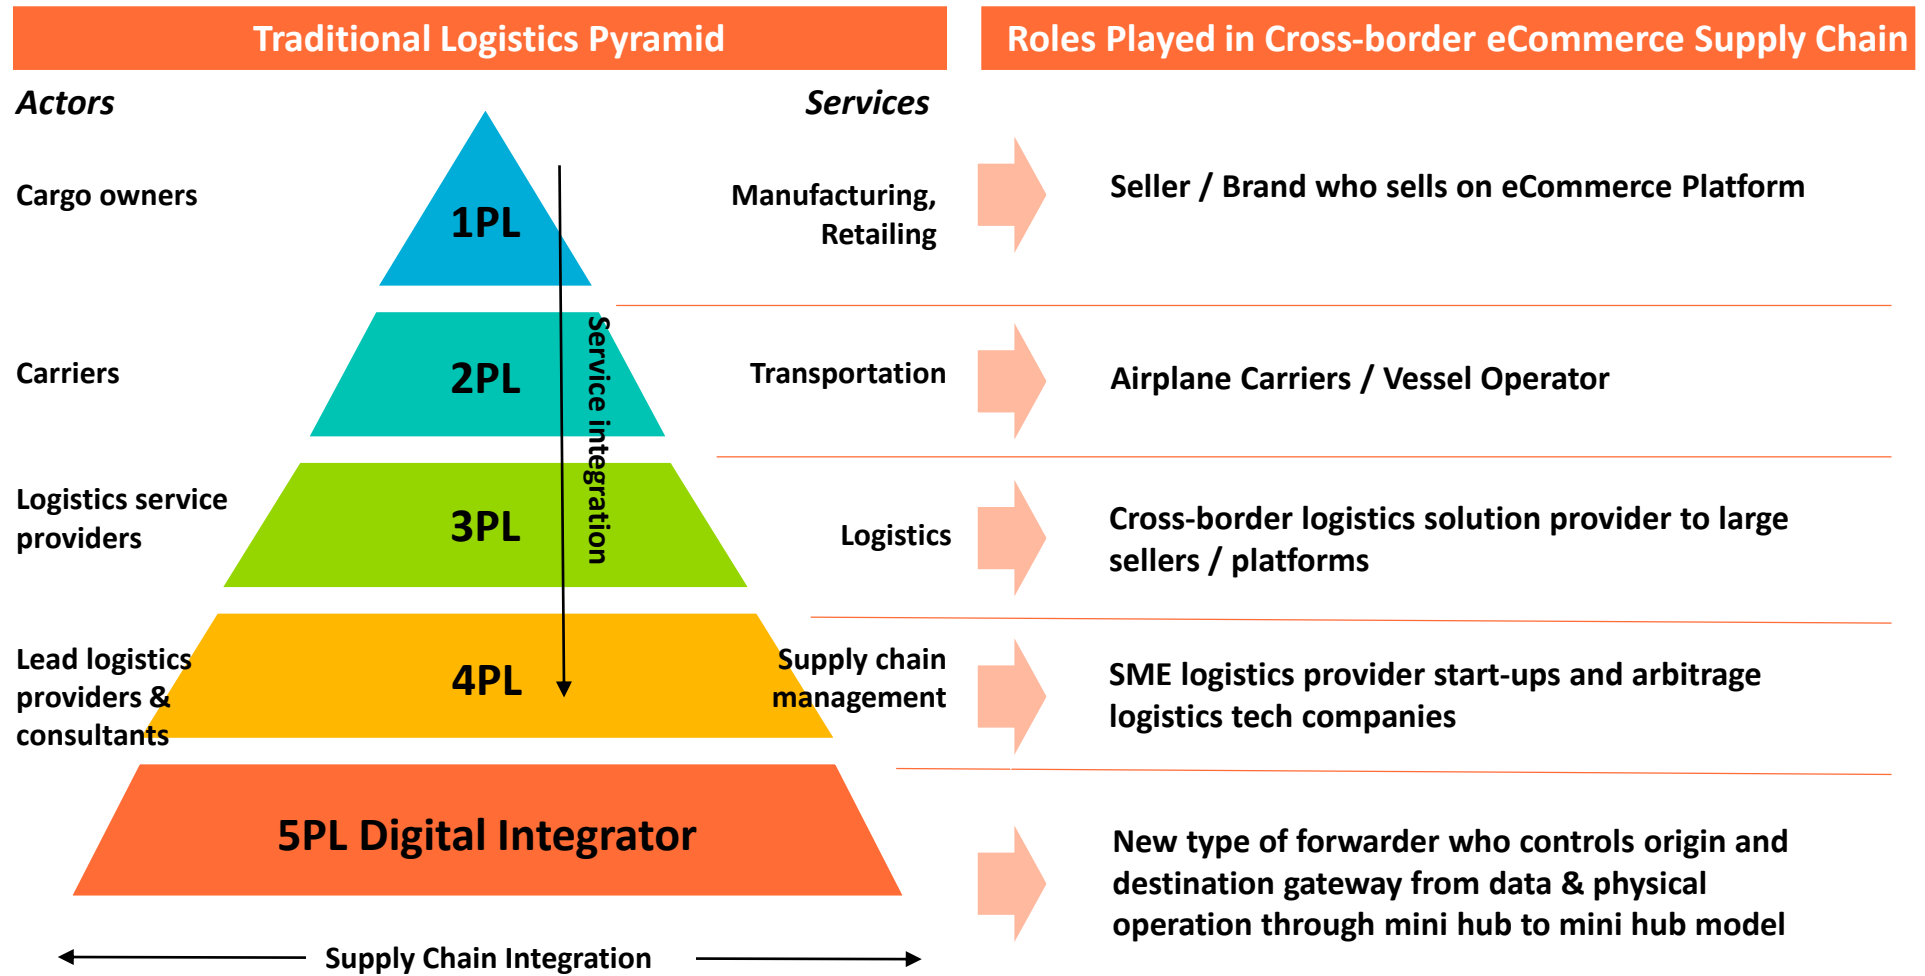 Traditional Logistics Pyramid
Roles Played in Cross-border eCommerce Supply Chain
Actors
Services
Cargo owners
1PL
Manufacturing,
Retailing
Seller / Brand who sells on eCommerce Platform
Service integration
Carriers
2PL
Transportation
Airplane Carriers / Vessel Operator
Logistics service
providers
3PL
Logistics
Cross-border logistics solution provider to large
sellers / platforms
Lead logistics
providers &
consultants
4PL
Supply chain
management
SME logistics provider start-ups and arbitrage
logistics tech companies
5PL Digital Integrator
New type of forwarder who controls origin and
destination gateway from data & physical
operation through mini hub to mini hub model
Supply Chain Integration